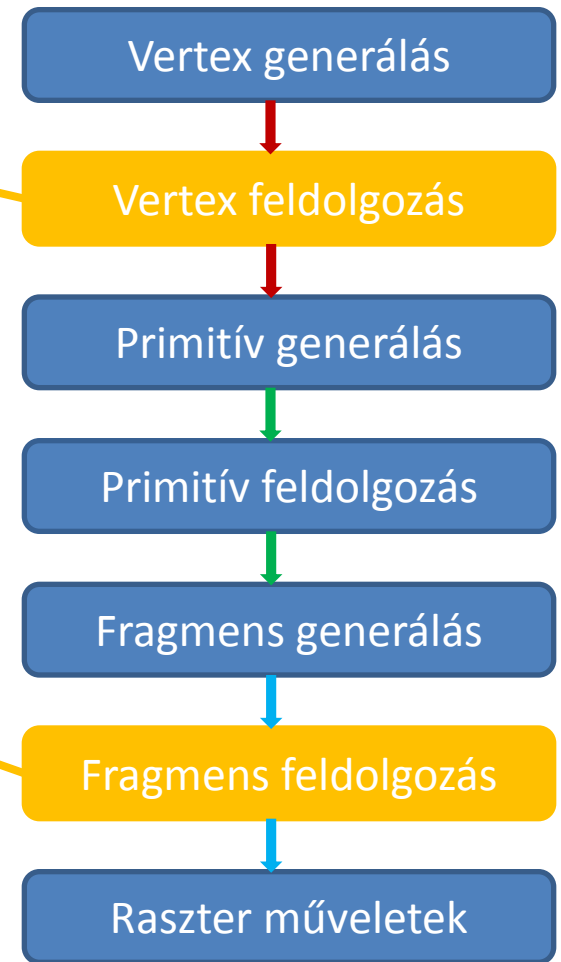 Vertex generálás
Vertex feldolgozás
Primitív generálás
Primitív feldolgozás
Fragmens generálás
Fragmens feldolgozás
Raszter műveletek